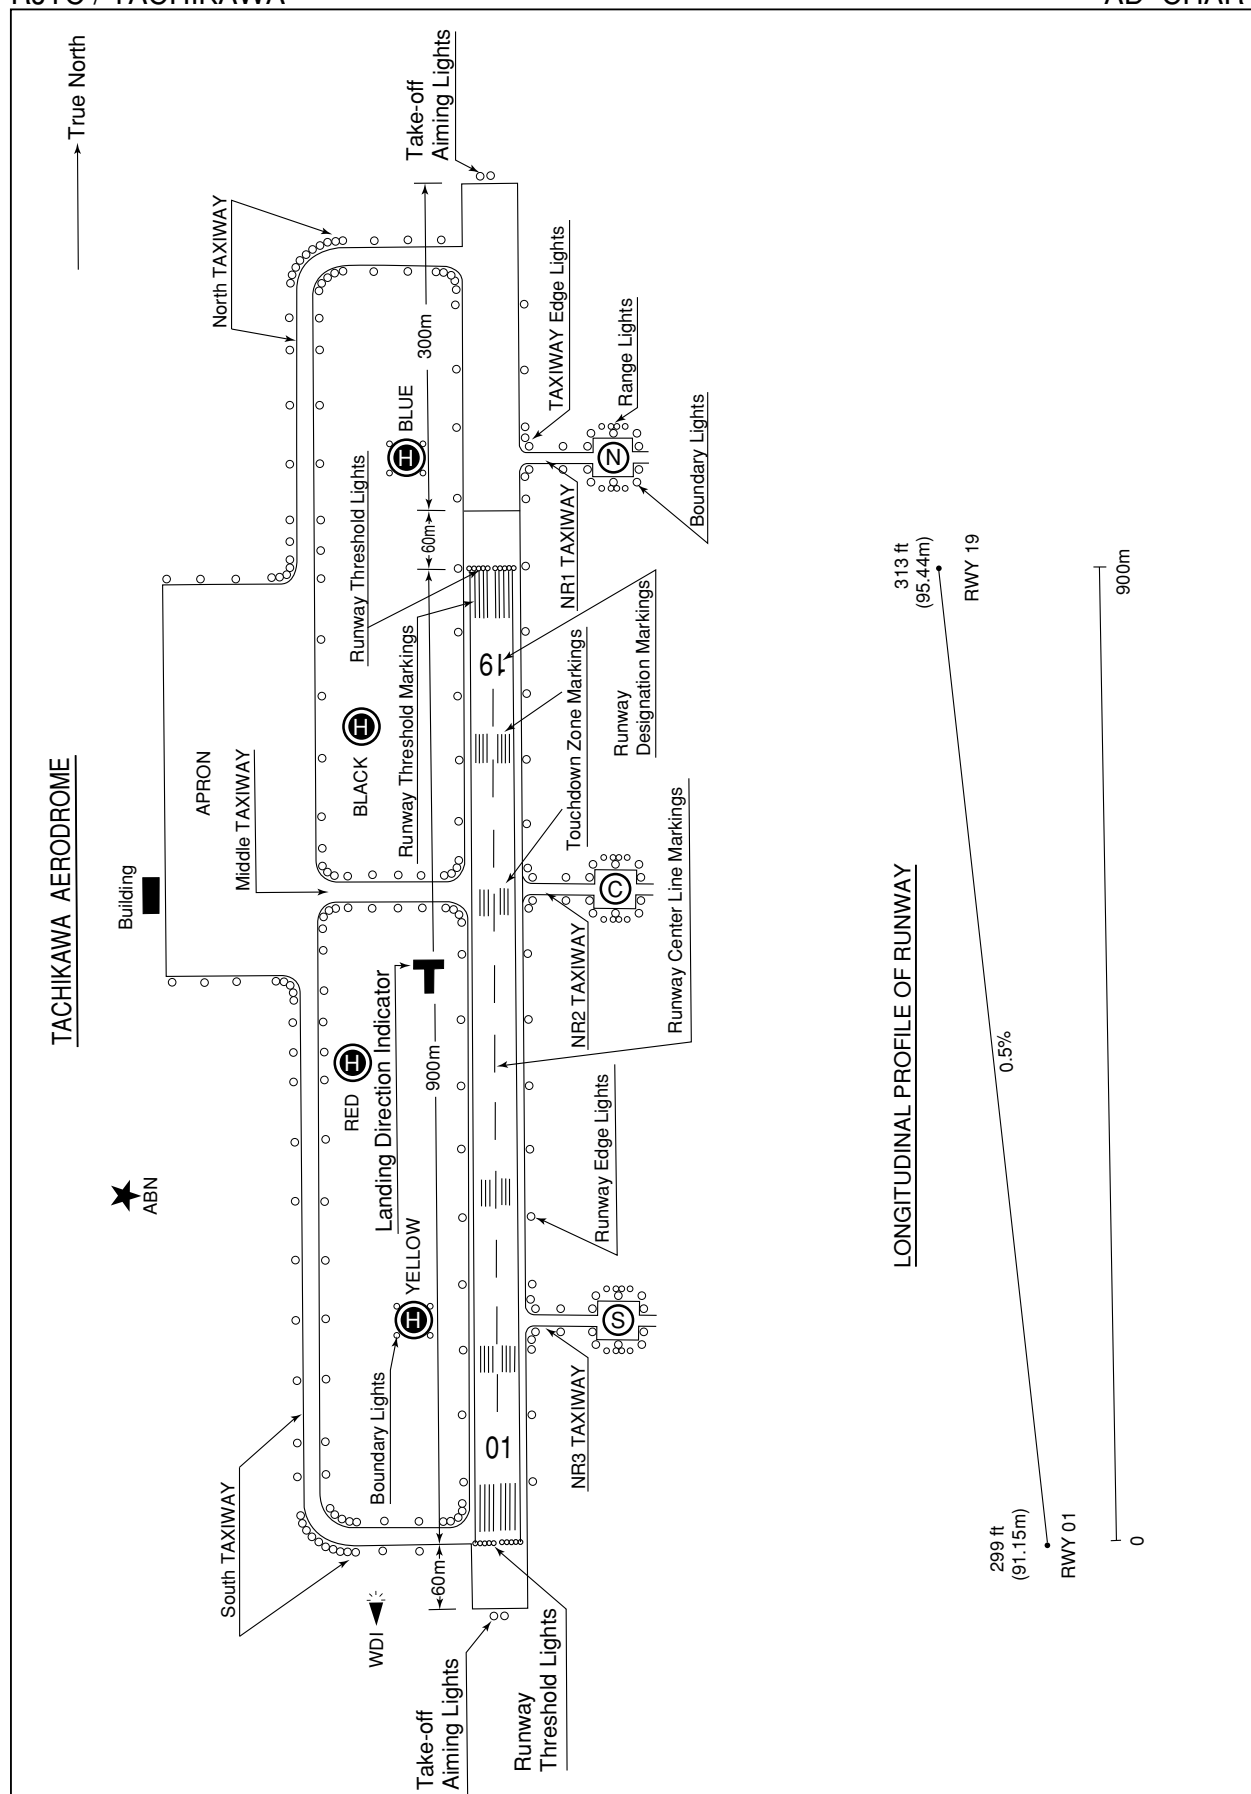 RJTC / TACHIKAWA
AD CHAR
TACHIKAWA AERODROME
True North
Take-off
Aiming Lights
North TAXIWAY
300m
TAXIWAY Edge Lights
Range Lights
BLUE
H
N
Boundary Lights
Runway Threshold Lights
60m
NR1 TAXIWAY
Runway Threshold Markings
19
Runway
Designation Markings
Touchdown Zone Markings
H
BLACK
APRON
Middle TAXIWAY
Building
C
Runway Center Line Markings
NR2 TAXIWAY
Landing Direction Indicator
H
RED
900m
ABN
Runway Edge Lights
YELLOW
H
S
Boundary Lights
NR3 TAXIWAY
01
South TAXIWAY
60m
WDI
Take-off
Aiming Lights
Runway
Threshold Lights
LONGITUDINAL PROFILE OF RUNWAY
313 ft
(95.44m)
RWY 19
900m
0.5%
299 ft
(91.15m)
RWY 01
0